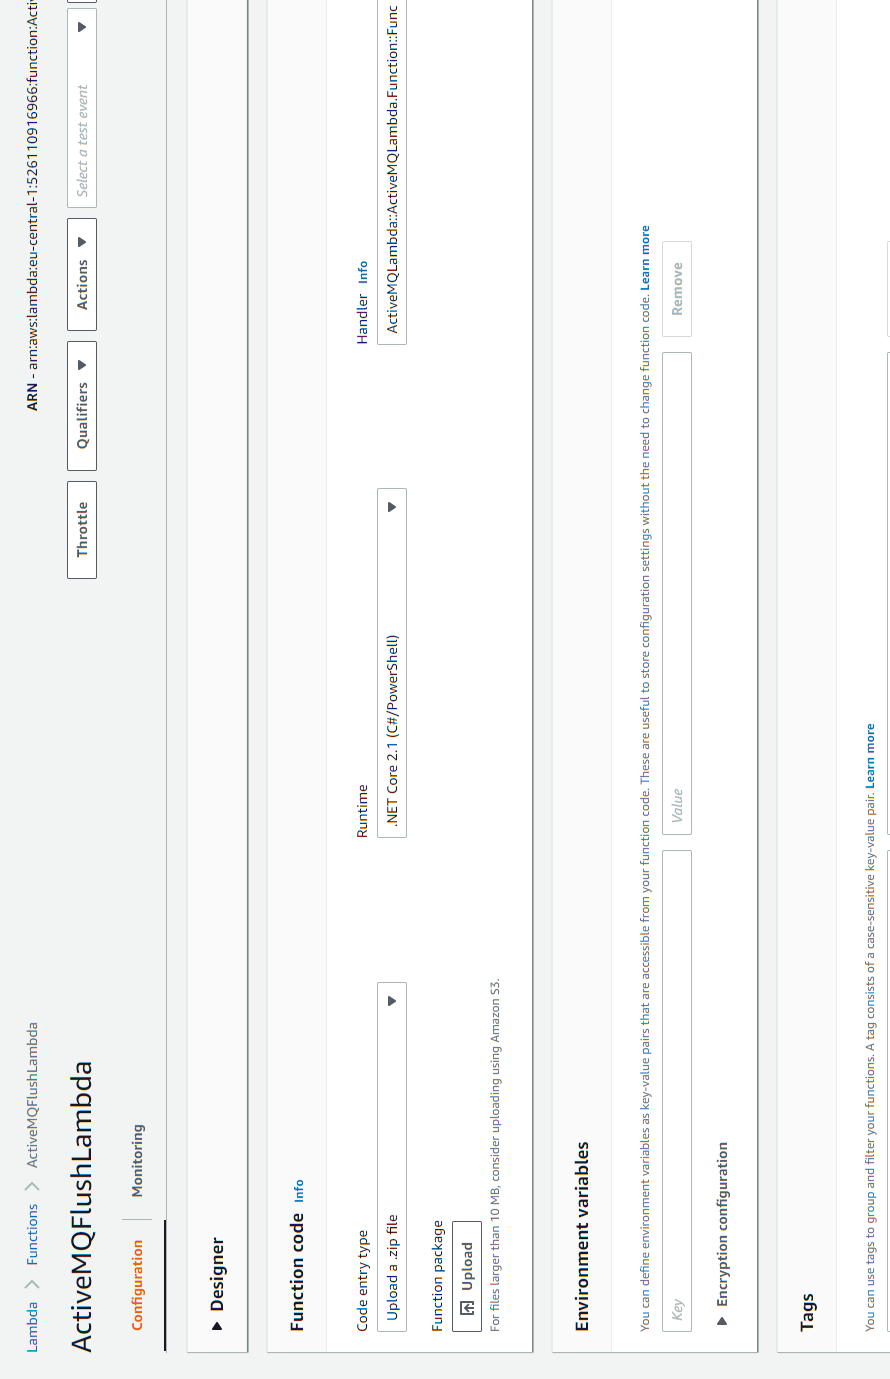 Lambda > Functions > ActiveMQFlushLambda
ARN - arn:aws:lambda:eu-central-1:526110916966:function:Acti
ActiveMQFlushLambda
Throttle
Qualifiers
Actions
Select a test event
Configuration
Monitoring
Designer
Function code Info
Code entry type
Upload a .zip file
Runtime
.NET Core 2.1 (C#/PowerShell)
Handler Info
ActiveMQLambda::ActiveMQLambda.Function::Func
Function package
Upload
For files larger than 10 MB, consider uploading using Amazon S3.
Environment variables
You can define environment variables as key-value pairs that are accessible from your function code. These are useful to store configuration settings without the need to change function code. Learn more
Key
Value
Remove
Encryption configuration
Tags
You can use tags to group and filter your functions. A tag consists of a case-sensitive key-value pair. Learn more